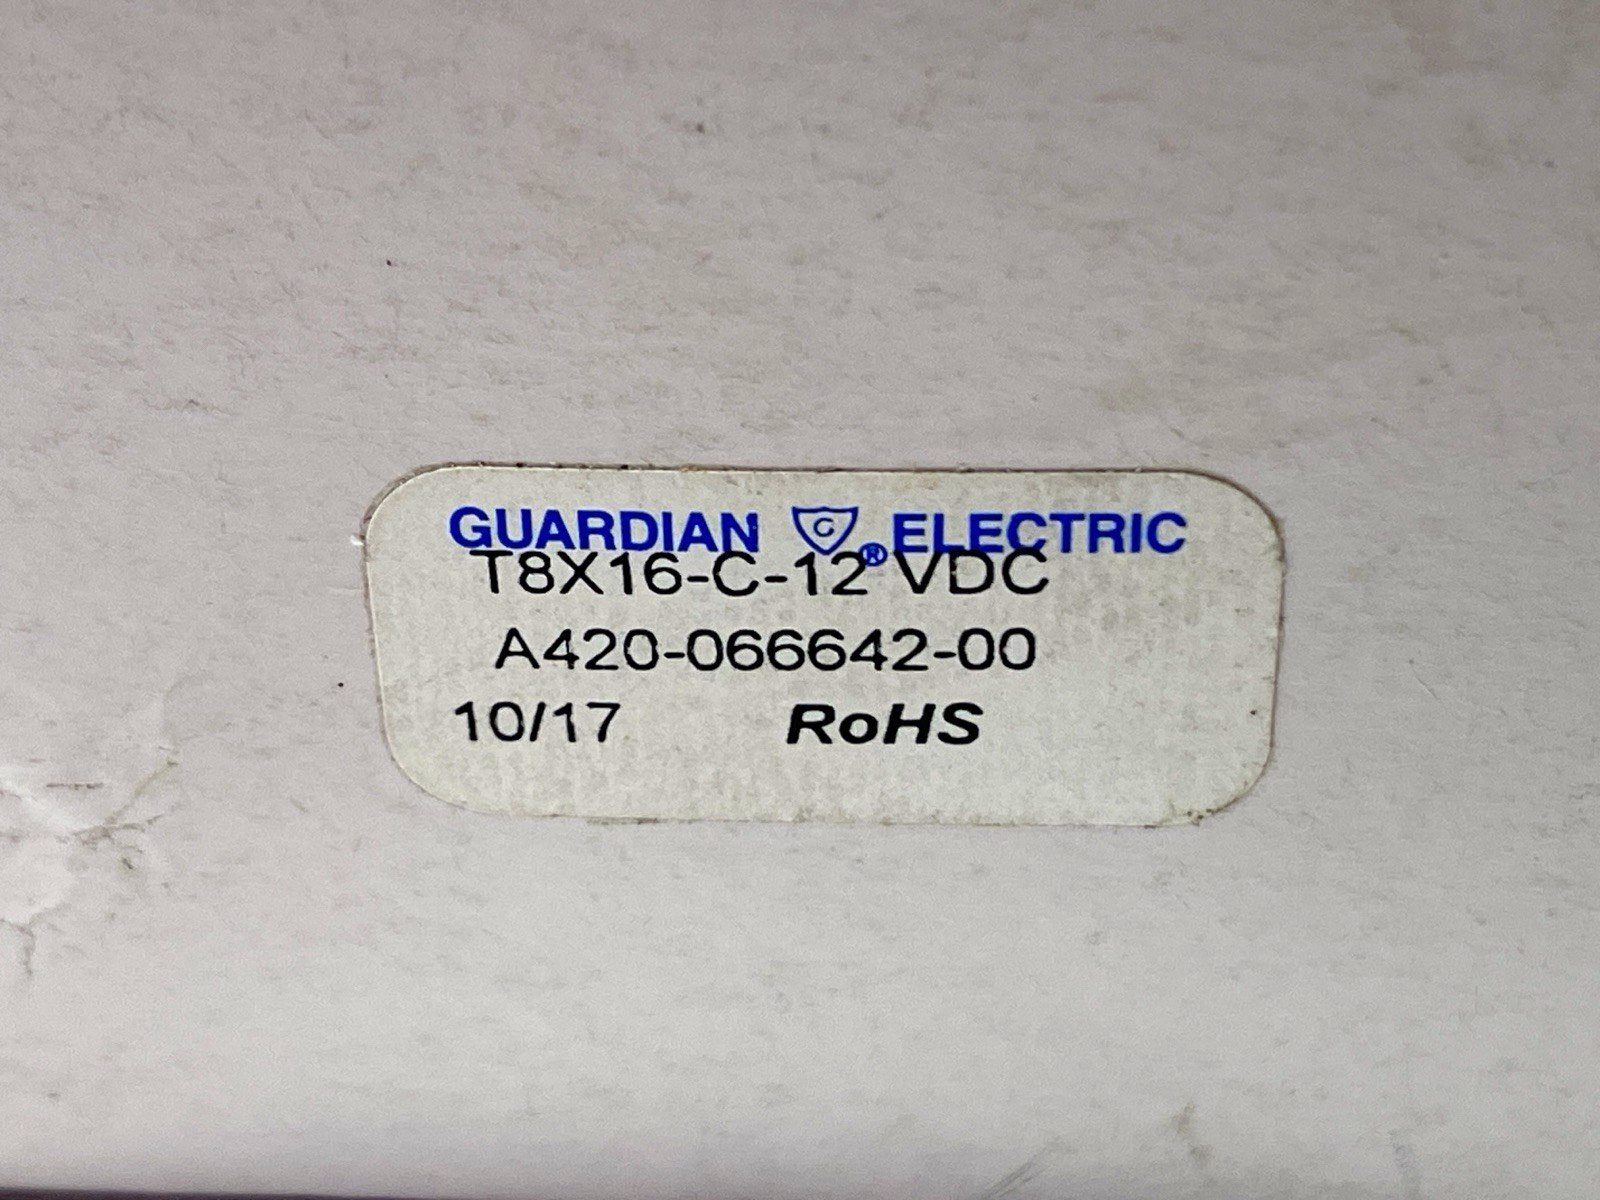 GUARDIAN G® ELECTRIC
T8X16-C-12 VDC
A420-066642-00
10/17 RoHS